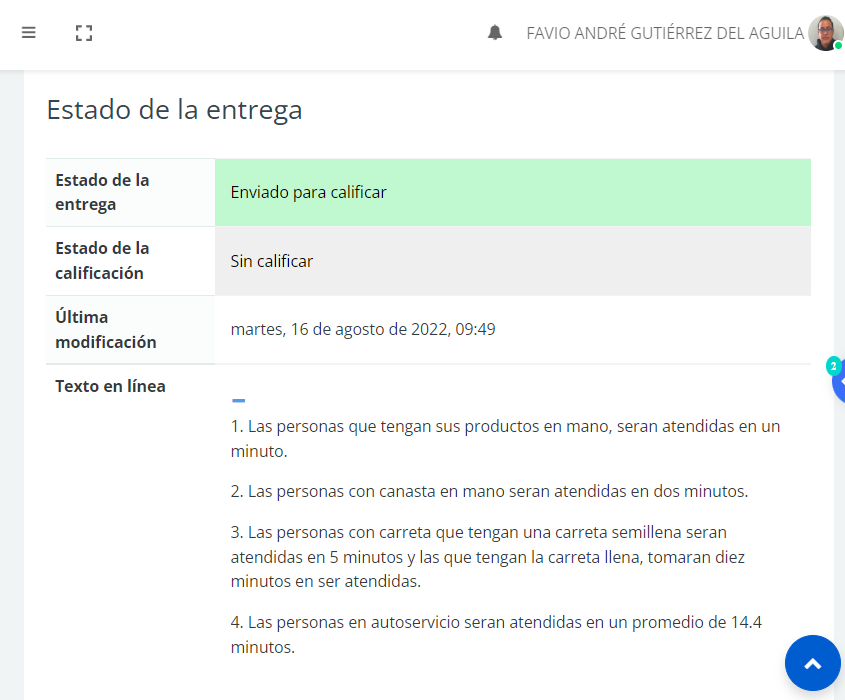 FAVIO ANDRÉ GUTIÉRREZ DEL AGUILA
Estado de la entrega
Estado de la
entrega
Enviado para calificar
Estado de la
calificación
Sin calificar
Última
modificación
martes, 16 de agosto de 2022, 09:49
2
Texto en línea
1. Las personas que tengan sus productos en mano, seran atendidas en un
minuto.
2. Las personas con canasta en mano seran atendidas en dos minutos.
3. Las personas con carreta que tengan una carreta semillena seran
atendidas en 5 minutos y las que tengan la carreta llena, tomaran diez
minutos en ser atendidas.
4. Las personas en autoservicio seran atendidas en un promedio de 14.4
minutos.